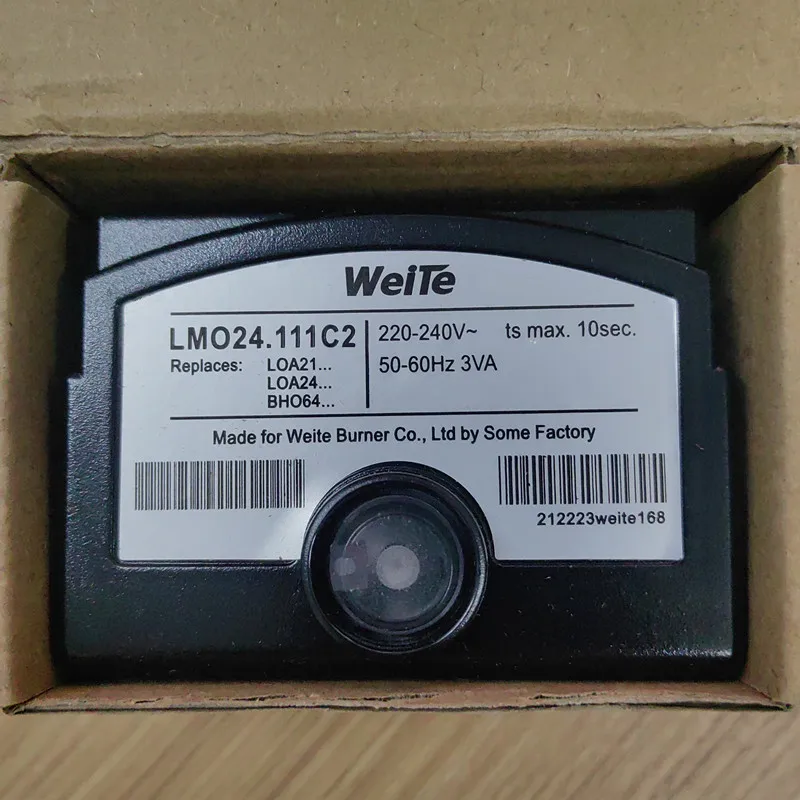 WeiTe
LMO24.111C2
Replaces: LOA21...
LOA24...
BHO64...
220-240V~ ts max. 10sec.
50-60Hz 3VA
Made for Weite Burner Co., Ltd by Some Factory
212223weite168